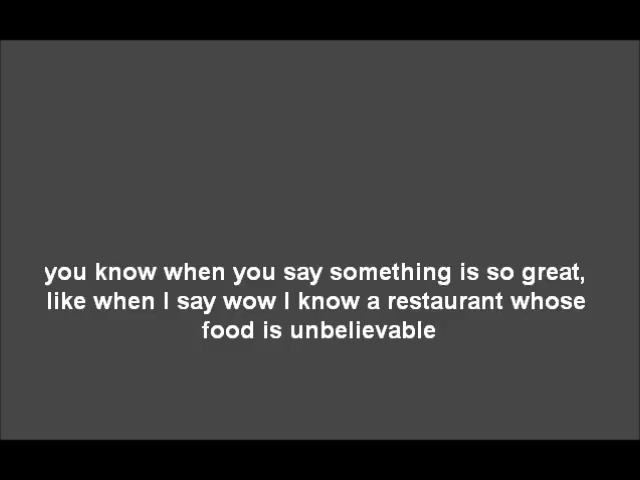 you know when you say something is so great,
like when I say wow I know a restaurant whose
food is unbelievable